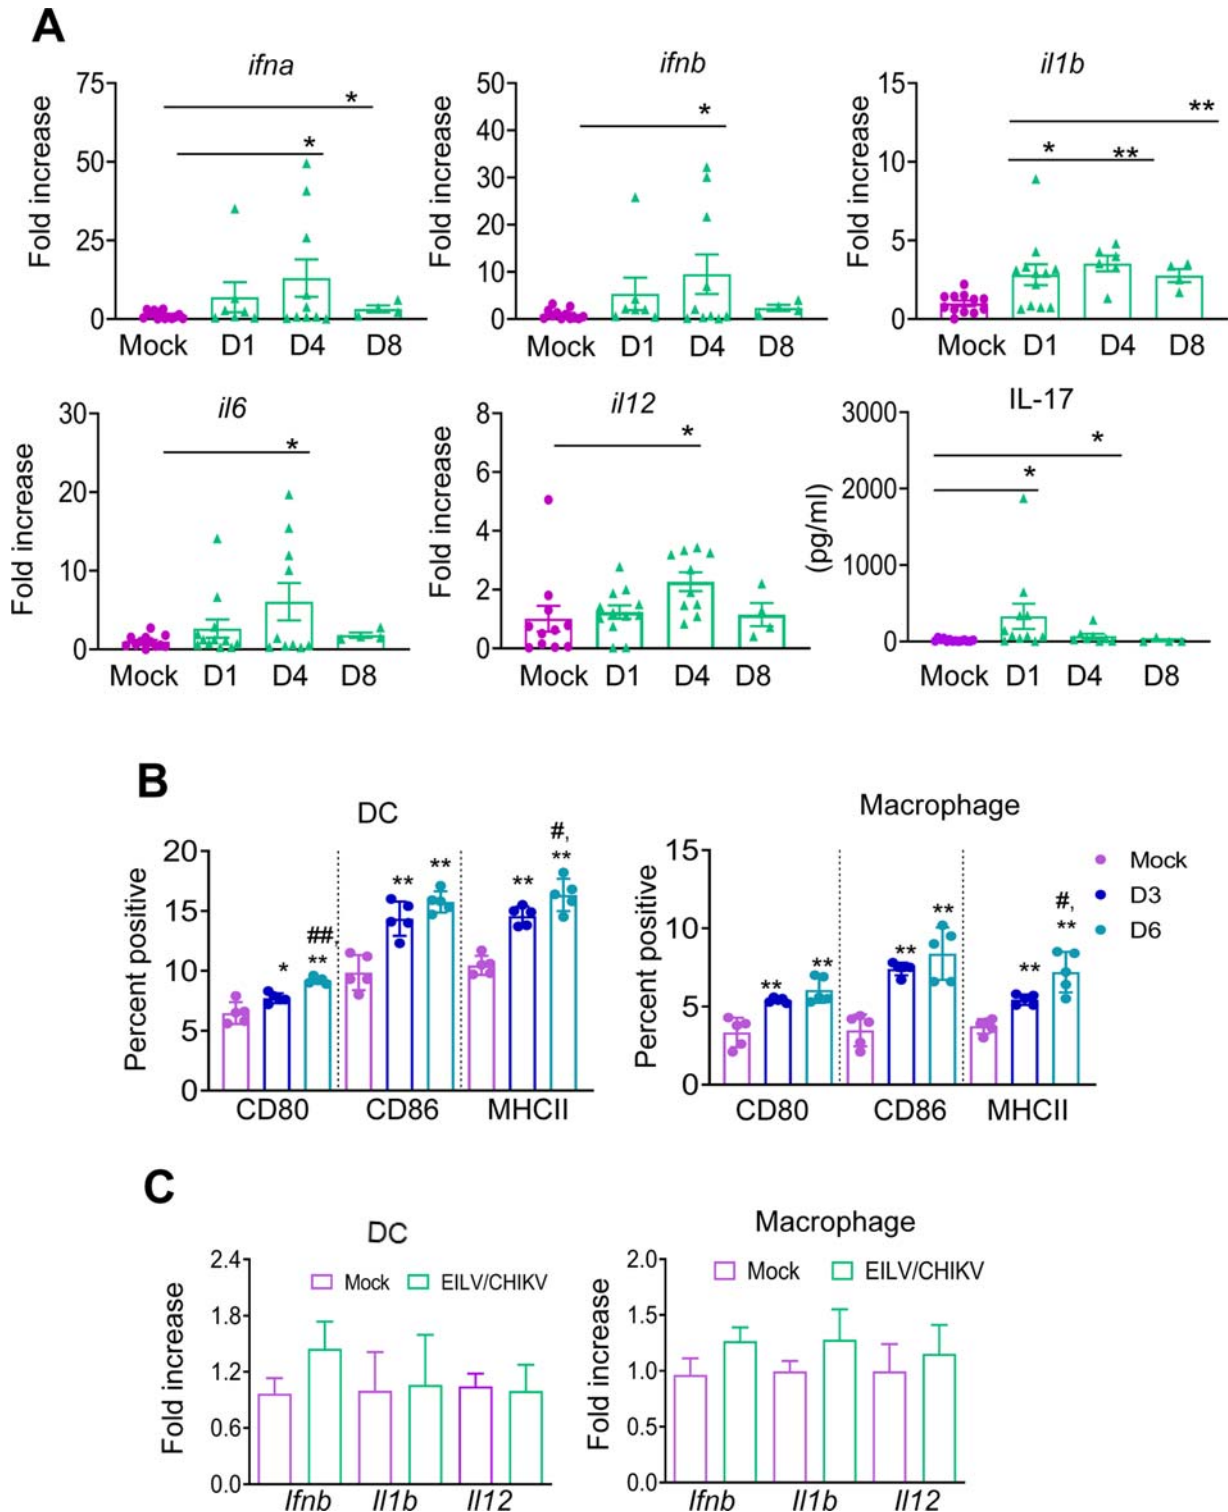 A
ifna
Fold increase
75
50
25
0
*
*
Mock D1 D4 D8
ifnb
Fold increase
50
40
30
20
10
0
*
Mock D1 D4 D8
il1b
Fold increase
15
10
5
0
**
* **
Mock D1 D4 D8
il6
Fold increase
30
20
10
0
*
Mock D1 D4 D8
il12
Fold increase
8
6
4
2
0
*
Mock D1 D4 D8
IL-17
(pg/ml)
3000
2000
1000
0
*
*
Mock D1 D4 D8
B
DC
Percent positive
20
15
10
5
0
* ##, ** ** ** ** #, **
CD80 CD86 MHCII
Macrophage
Percent positive
15
10
5
0
** ** ** ** ** #, **
CD80 CD86 MHCII
Mock
D3
D6
C
DC
Fold increase
2.4
1.8
1.2
0.6
0.0
Mock EILV/CHIKV
Ifnb Il1b Il12
Macrophage
Fold increase
2.0
1.5
1.0
0.5
0.0
Mock EILV/CHIKV
Ifnb Il1b Il12